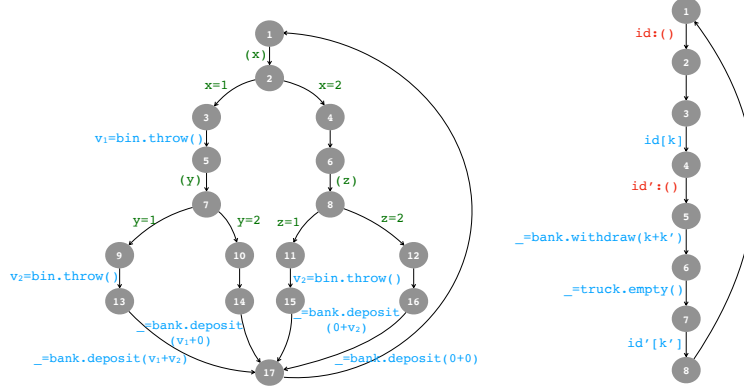 1
(x)
2
x=1
x=2
3
4
v₁=bin.throw()
5
6
(y)
(z)
7
8
y=1
y=2
z=1
z=2
9
10
11
12
v₂=bin.throw()
v₂=bin.throw()
13
14
15
16
_=bank.deposit
(v₁+0)
_=bank.deposit
(0+v₂)
_=bank.deposit(v₁+v₂)
_=bank.deposit(0+0)
17
1
id:()
2
3
id[k]
4
id’:()
5
_=bank.withdraw(k+k’)
6
_=truck.empty()
7
id’[k’]
8